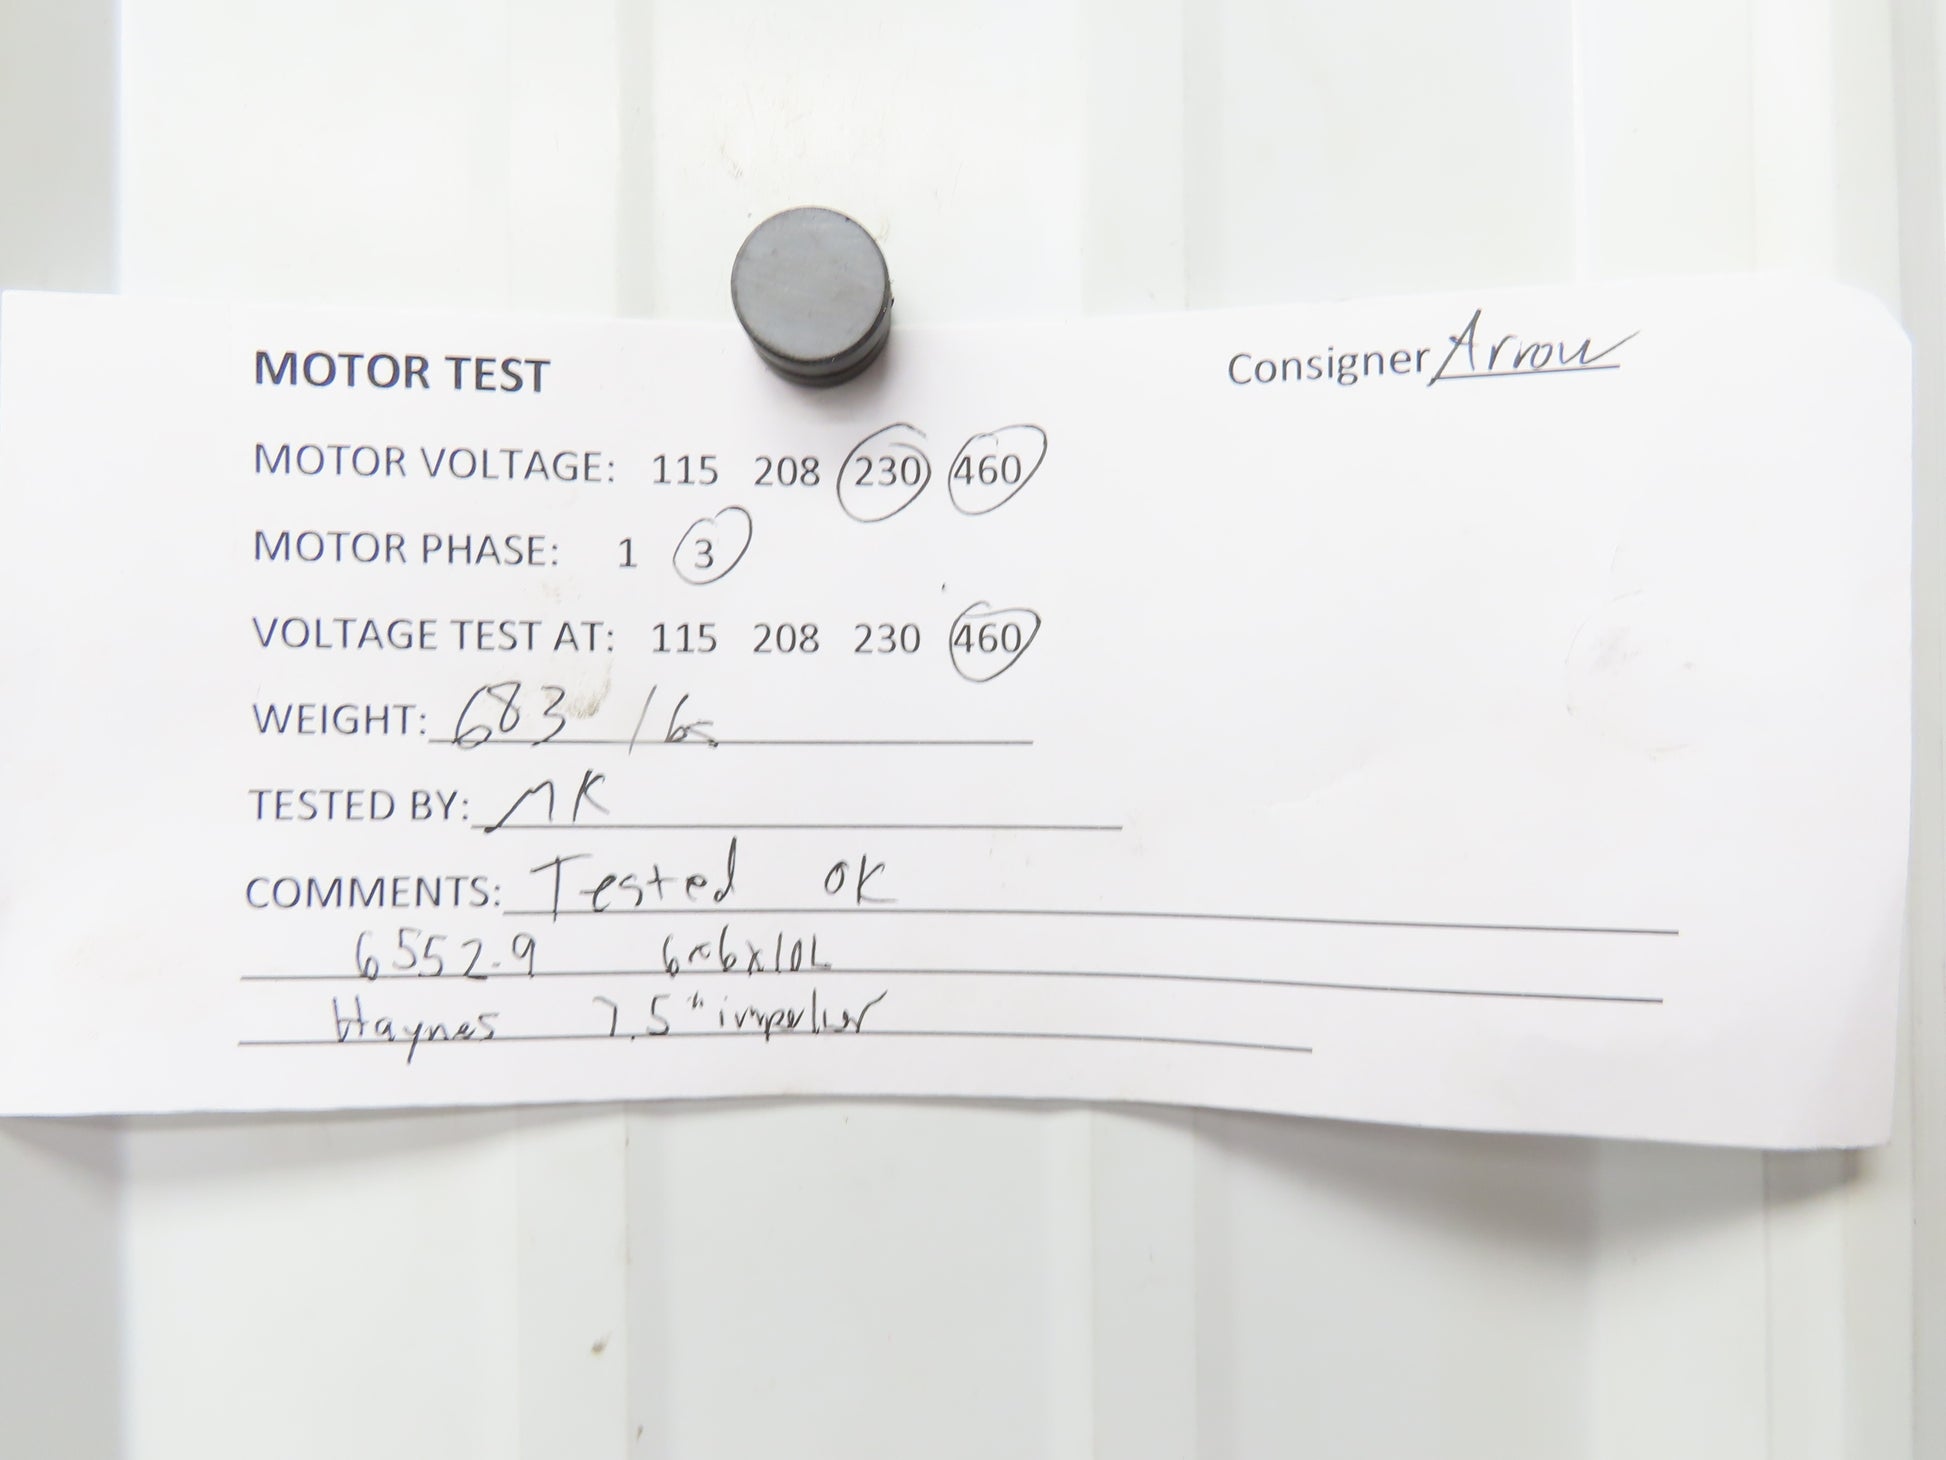 MOTOR TEST Consigner Arrow
MOTOR VOLTAGE: 115 208 230 460
MOTOR PHASE: 1 3
VOLTAGE TEST AT: 115 208 230 460
WEIGHT: 683 lbs
TESTED BY: MK
COMMENTS: Tested OK
6552.9 6x6x10L
Haynes 7.5" impeller